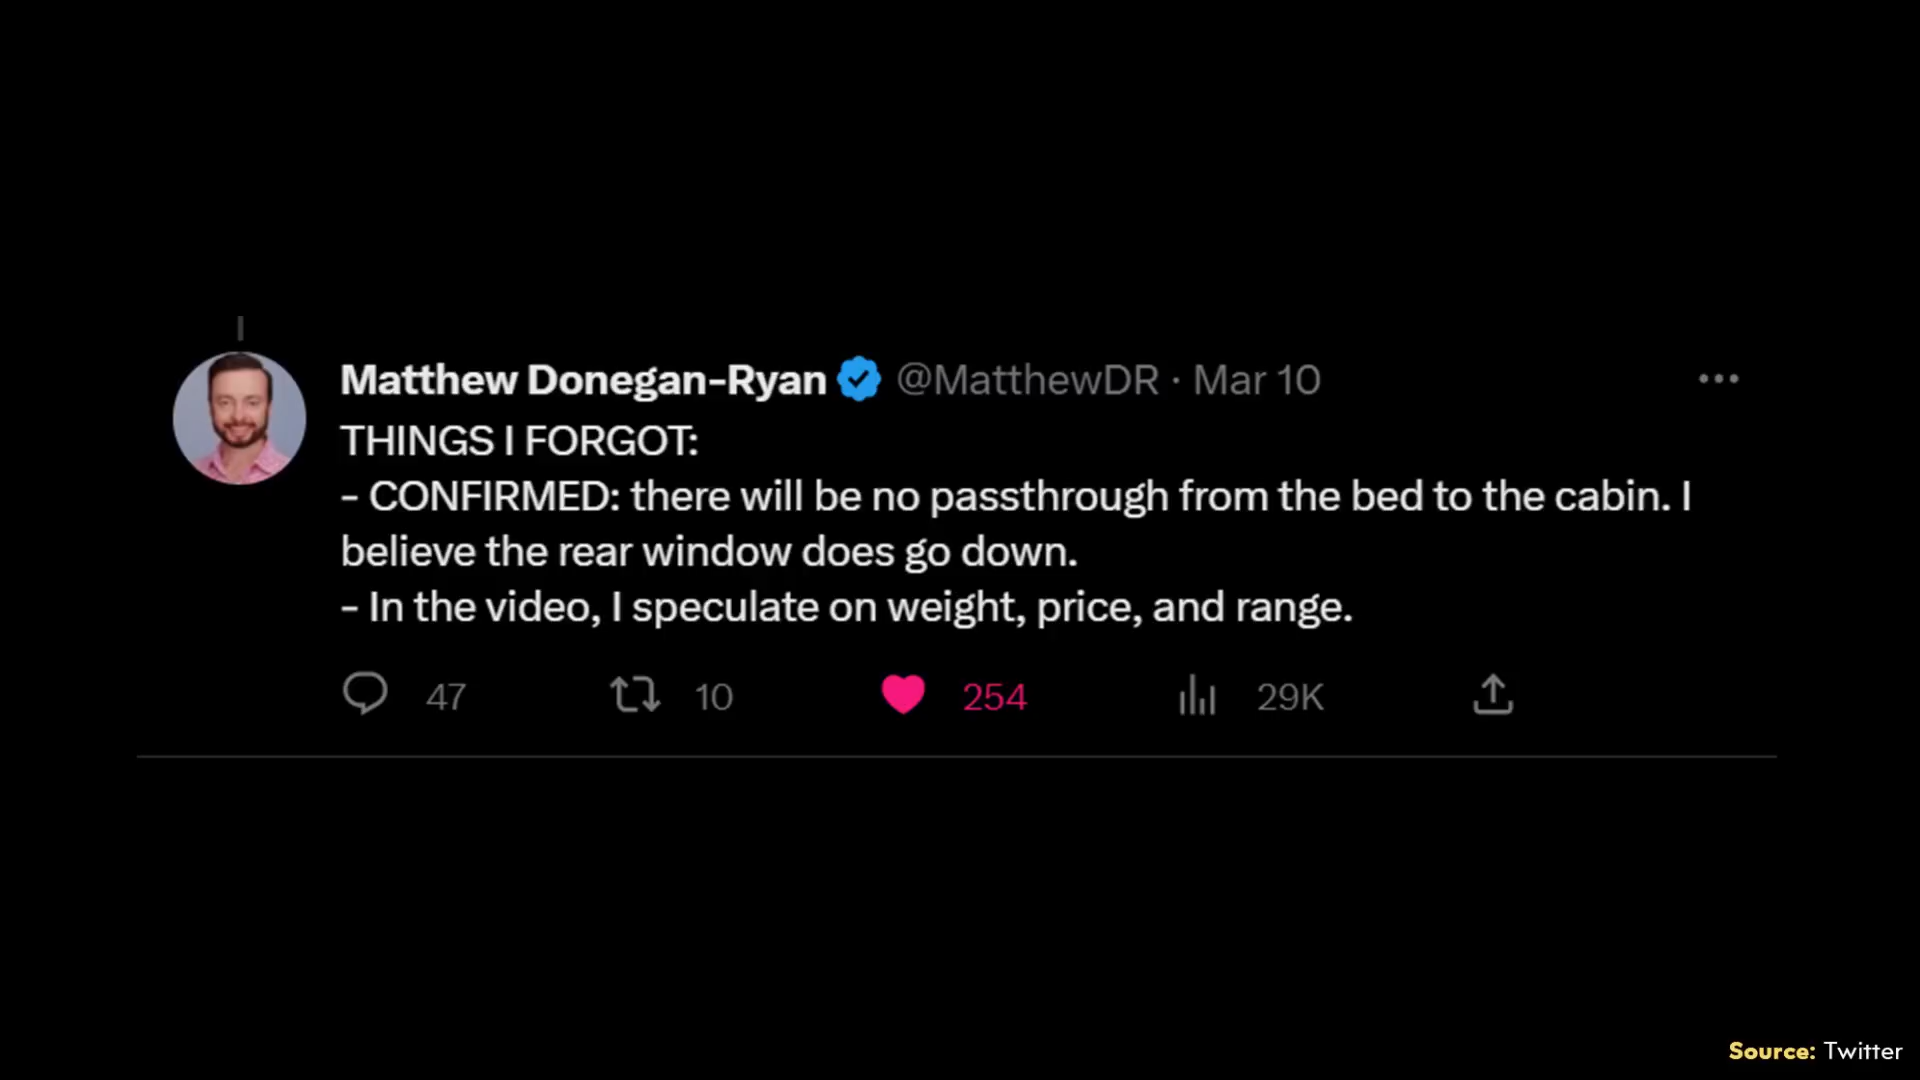 Matthew Donegan-Ryan @MatthewDR · Mar 10
THINGS I FORGOT:
- CONFIRMED: there will be no passthrough from the bed to the cabin. I
believe the rear window does go down.
- In the video, I speculate on weight, price, and range.
47 10 254 29K
Source: Twitter